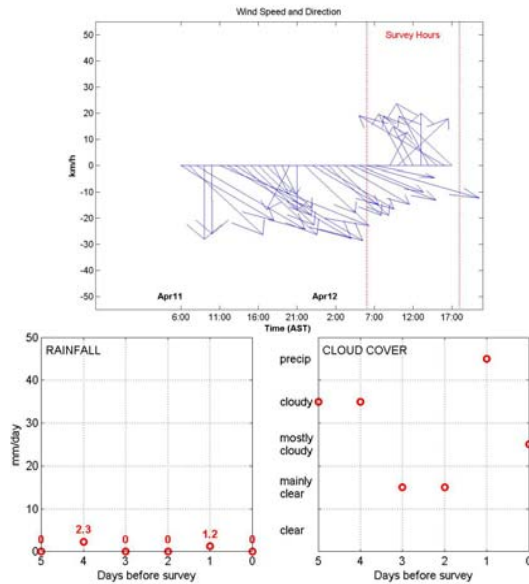 Wind Speed and Direction
50
Survey Hours
40
30
20
10
km/h
0
-10
-20
-30
-40
-50
Apr11
Apr12
6:00 11:00 16:00 21:00 2:00 7:00 12:00 17:00
Time (AST)
50
RAINFALL
40
30
mm/day
20
10
0
0 2.3 0 0 1.2 0
5 4 3 2 1 0
Days before survey
CLOUD COVER
precip
cloudy
mostly
cloudy
mainly
clear
clear
5 4 3 2 1 0
Days before survey